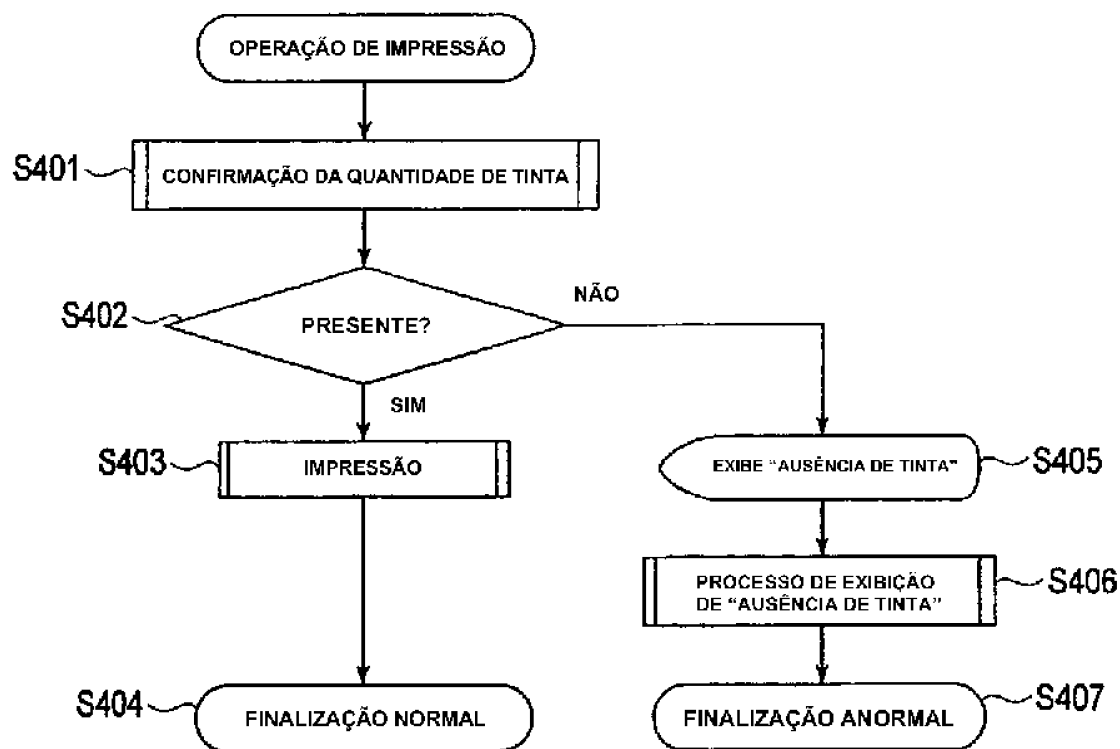 OPERAÇÃO DE IMPRESSÃO
S401
CONFIRMAÇÃO DA QUANTIDADE DE TINTA
S402
PRESENTE?
NÃO
SIM
S403
IMPRESSÃO
EXIBE “AUSÊNCIA DE TINTA”
S405
PROCESSO DE EXIBIÇÃO
DE “AUSÊNCIA DE TINTA”
S406
S404
FINALIZAÇÃO NORMAL
FINALIZAÇÃO ANORMAL
S407